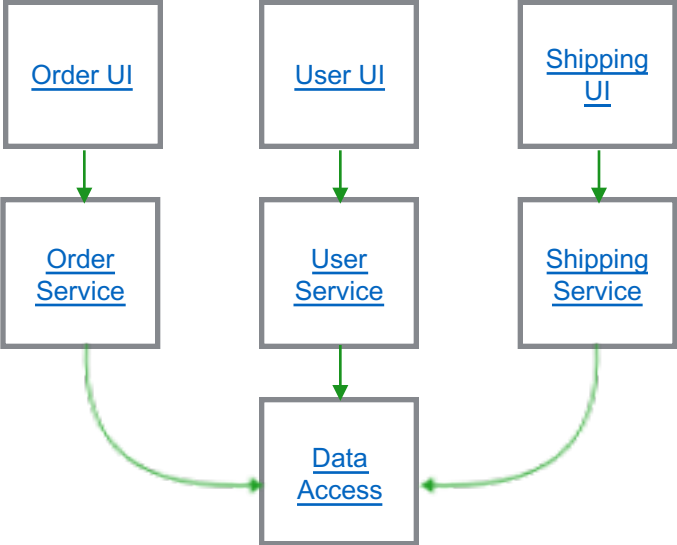 Order UI
User UI
Shipping
UI
Order
Service
User
Service
Shipping
Service
Data
Access